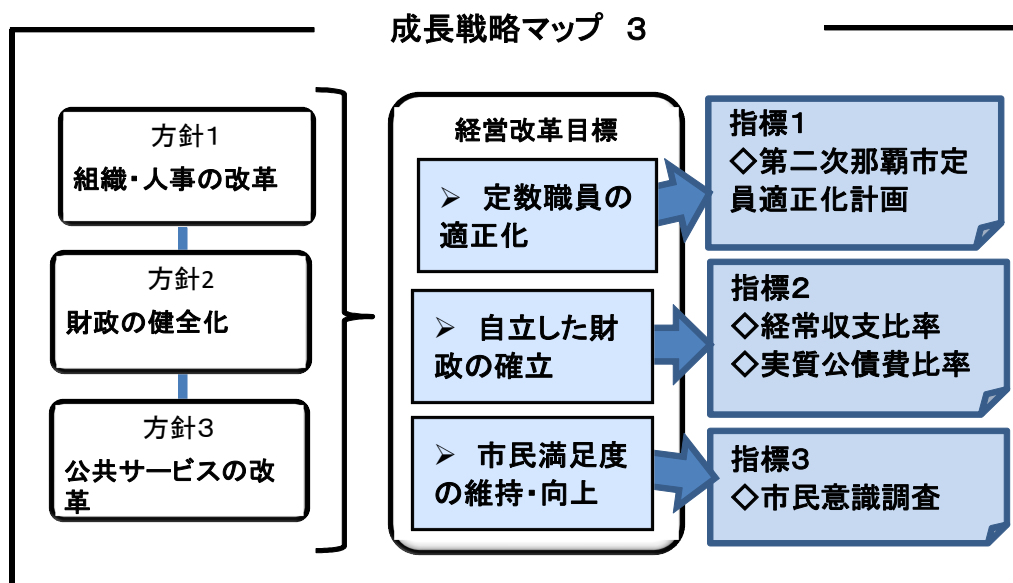 成長戦略マップ 3
方針1
組織・人事の改革
方針2
財政の健全化
方針3
公共サービスの改
革
経営改革目標
➢ 定数職員の
適正化
➢ 自立した財
政の確立
➢ 市民満足度
の維持・向上
指標1
◇第二次那覇市定
員適正化計画
指標2
◇経常収支比率
◇実質公債費比率
指標3
◇市民意識調査